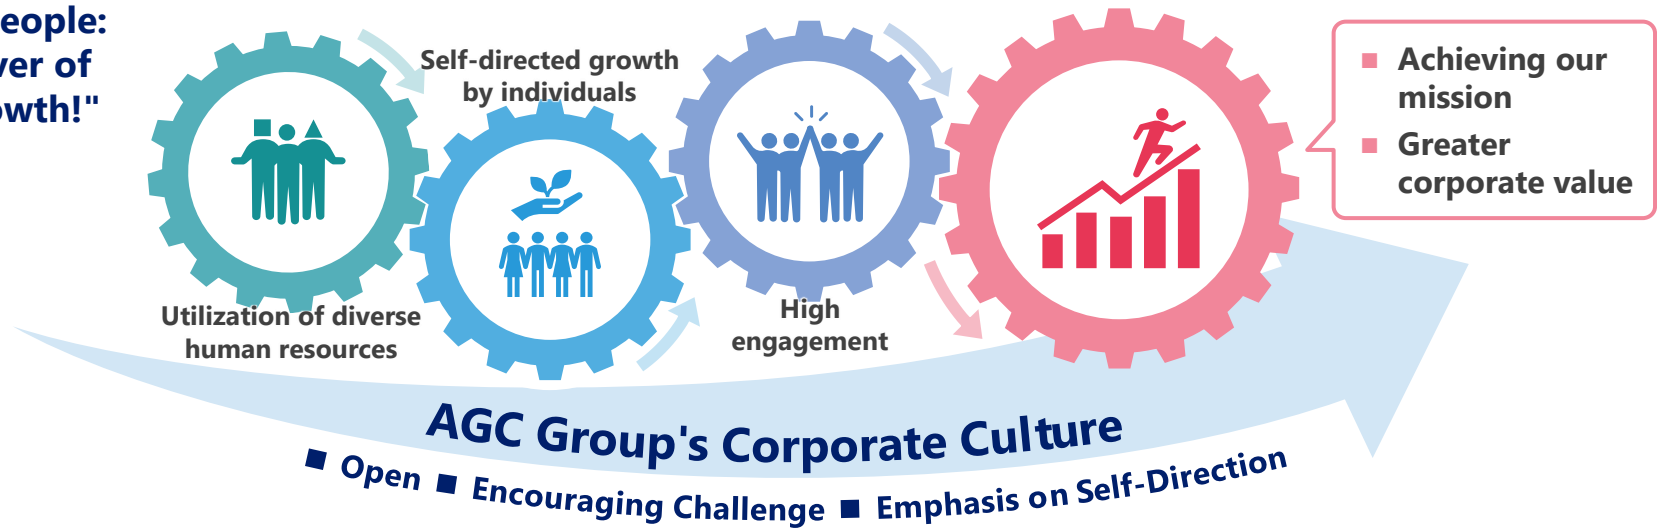 eople:
ver of
owth!"
Self-directed growth
by individuals
Utilization of diverse
human resources
High
engagement
■ Achieving our
mission
■ Greater
corporate value
AGC Group's Corporate Culture
■ Open ■ Encouraging Challenge ■ Emphasis on Self-Direction